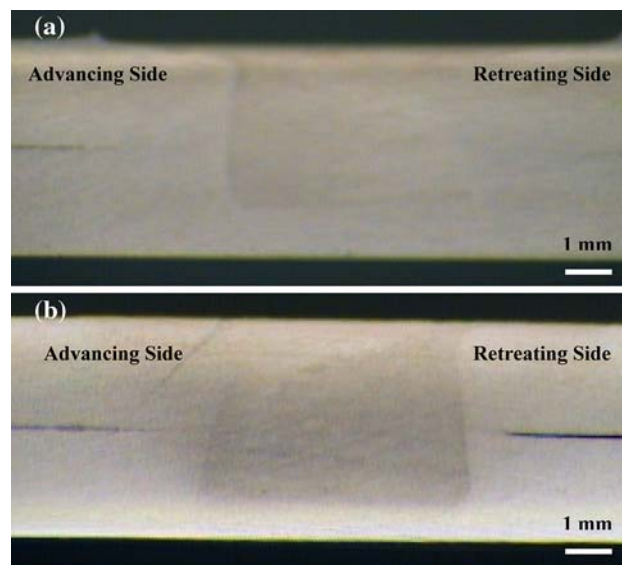 (a)
Advancing Side Retreating Side
1 mm
(b)
Advancing Side Retreating Side
1 mm